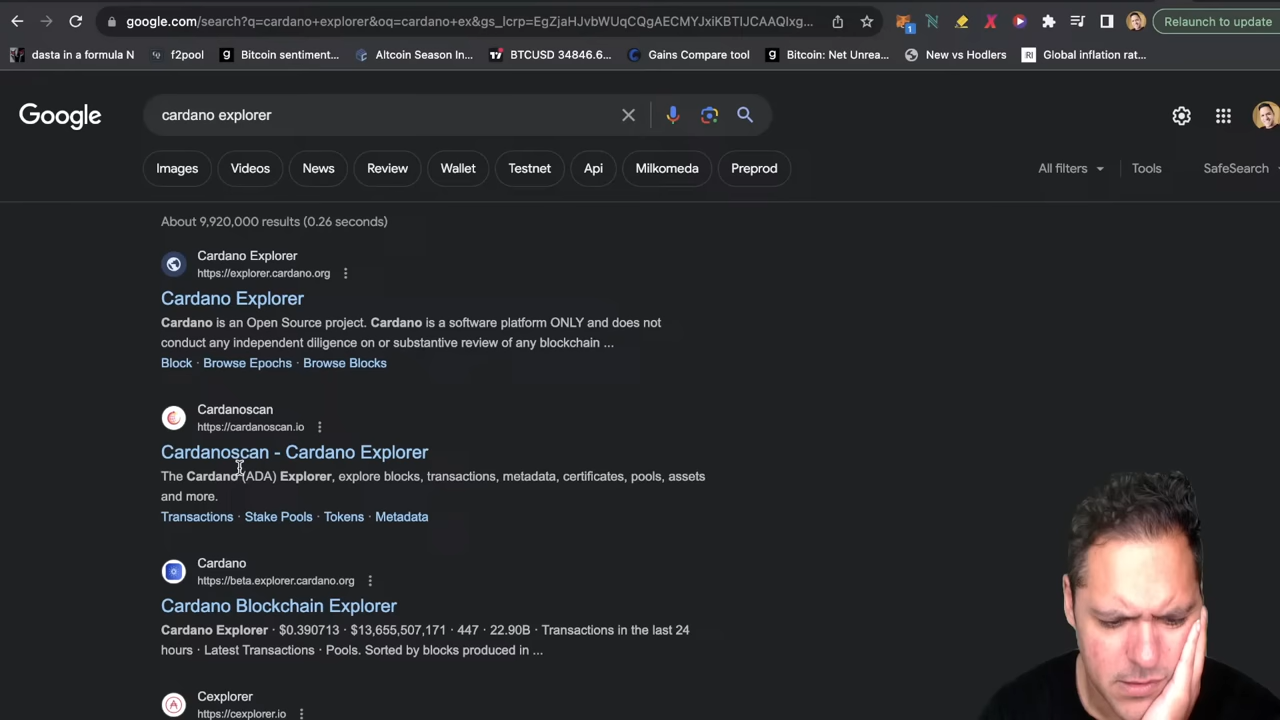 google.com/search?q=cardano+explorer&oq=cardano+ex&gs_lcrp=EgZjaHJvbWUqCQgAECMYJxiKBTIJCAAQIxg...
1
Relaunch to update
dasta in a formula N
f2pool
Bitcoin sentiment...
Altcoin Season In...
BTCUSD 34846.6...
Gains Compare tool
Bitcoin: Net Unrea...
New vs Hodlers
RI
Global inflation rat...
Google
cardano explorer
Images
Videos
News
Review
Wallet
Testnet
Api
Milkomeda
Preprod
All filters
Tools
SafeSearch
About 9,920,000 results (0.26 seconds)
Cardano Explorer
https://explorer.cardano.org
Cardano Explorer
Cardano is an Open Source project. Cardano is a software platform ONLY and does not
conduct any independent diligence on or substantive review of any blockchain ...
Block · Browse Epochs · Browse Blocks
Cardanoscan
https://cardanoscan.io
Cardanoscan - Cardano Explorer
The Cardano (ADA) Explorer, explore blocks, transactions, metadata, certificates, pools, assets
and more.
Transactions · Stake Pools · Tokens · Metadata
Cardano
https://beta.explorer.cardano.org
Cardano Blockchain Explorer
Cardano Explorer · $0.390713 · $13,655,507,171 · 447 · 22.90B · Transactions in the last 24
hours · Latest Transactions · Pools. Sorted by blocks produced in ...
Cexplorer
https://cexplorer.io